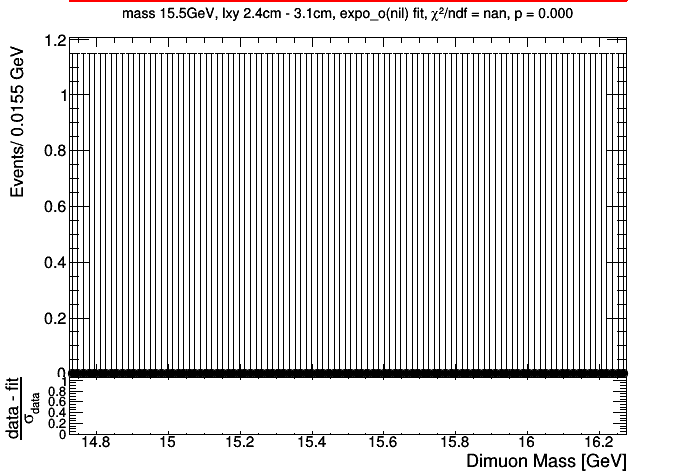 mass 15.5GeV, lxy 2.4cm - 3.1cm, expo_o(nil) fit, χ²/ndf = nan, p = 0.000
Events/ 0.0155 GeV
1.2
1
0.8
0.6
0.4
0.2
0
data - fit
σdata
1
0.8
0.6
0.4
0.2
0
14.8 15 15.2 15.4 15.6 15.8 16 16.2
Dimuon Mass [GeV]